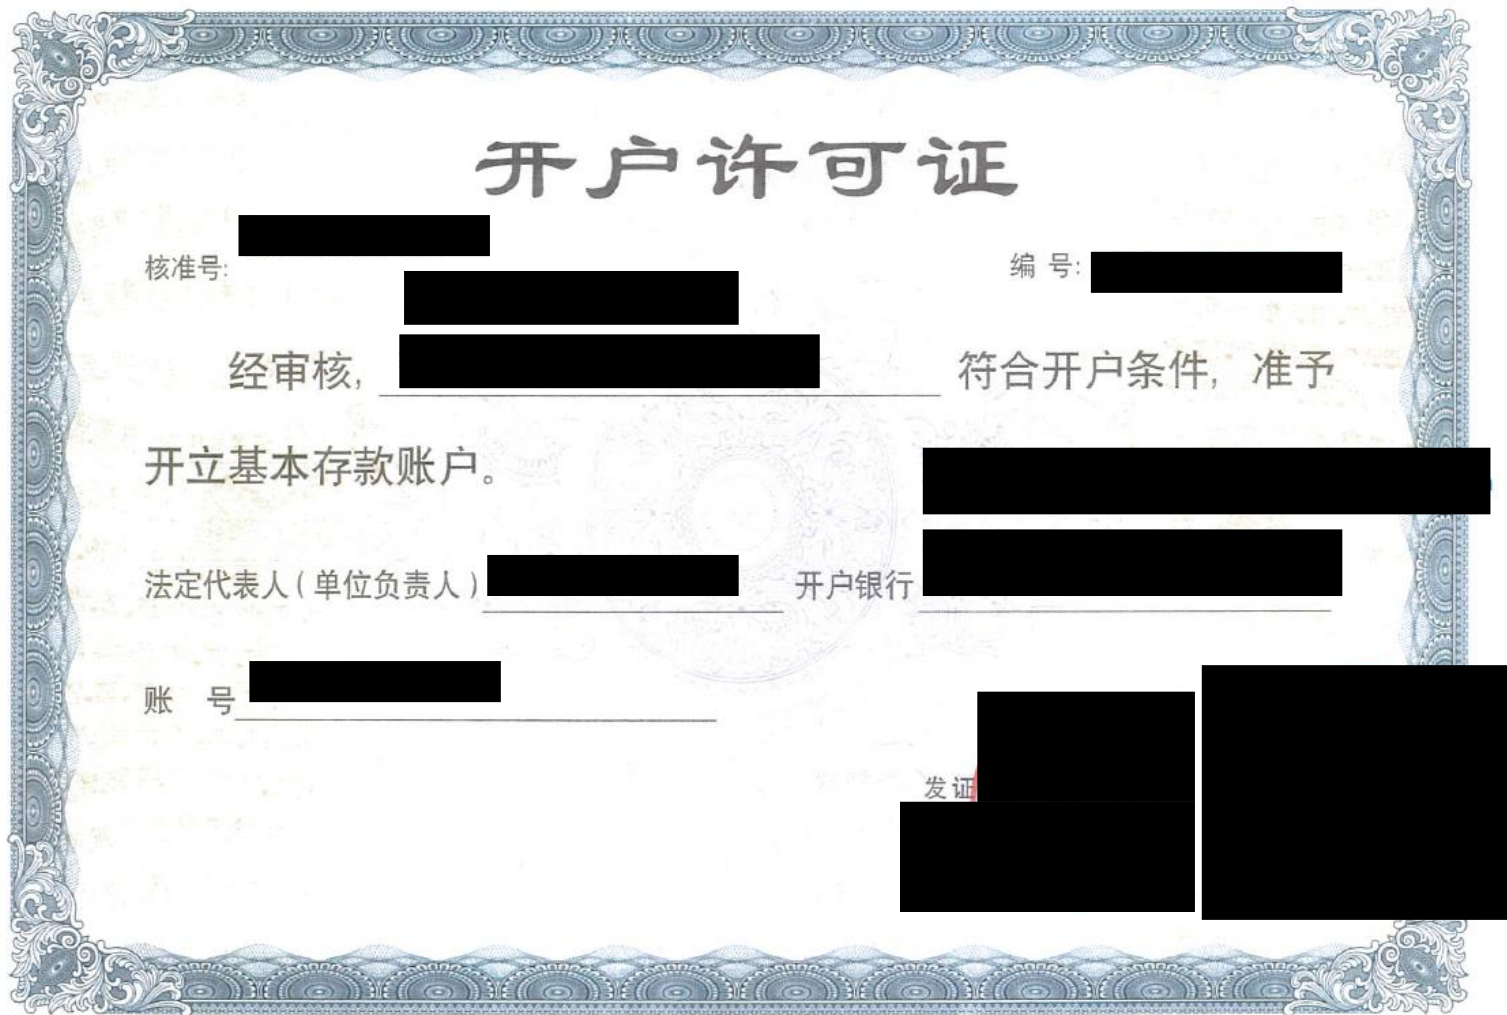 开户许可证
核准号: 编 号:
经审核, 符合开户条件, 准予
开立基本存款账户。
法定代表人(单位负责人) 开户银行
账 号
发证